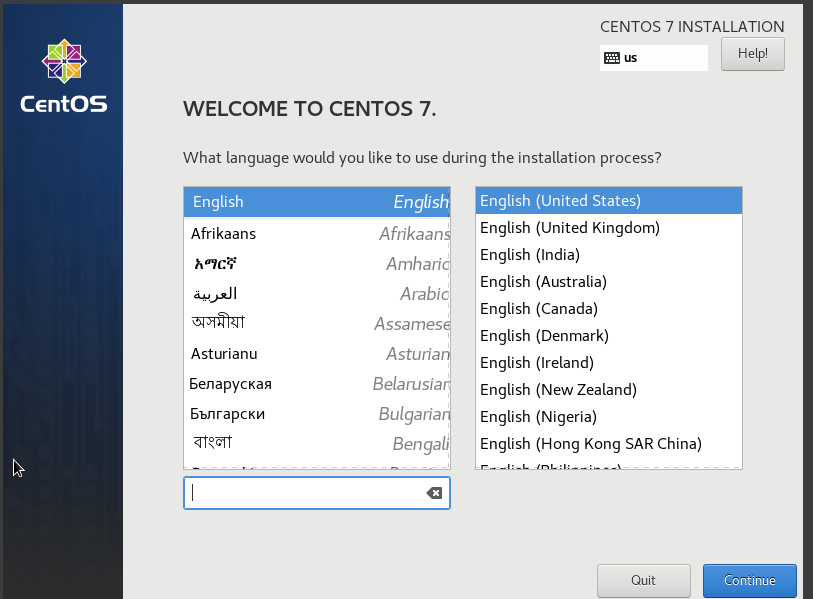 CENTOS 7 INSTALLATION
us
Help!
CentOS
WELCOME TO CENTOS 7.
What language would you like to use during the installation process?
English English
Afrikaans Afrikaans
አማርኛ Amharic
العربية Arabic
অসমীয়া Assamese
Asturianu Asturian
Беларуская Belarusian
Български Bulgarian
বাংলা Bengali
English (United States)
English (United Kingdom)
English (India)
English (Australia)
English (Canada)
English (Denmark)
English (Ireland)
English (New Zealand)
English (Nigeria)
English (Hong Kong SAR China)
English (Philippines)
Quit
Continue